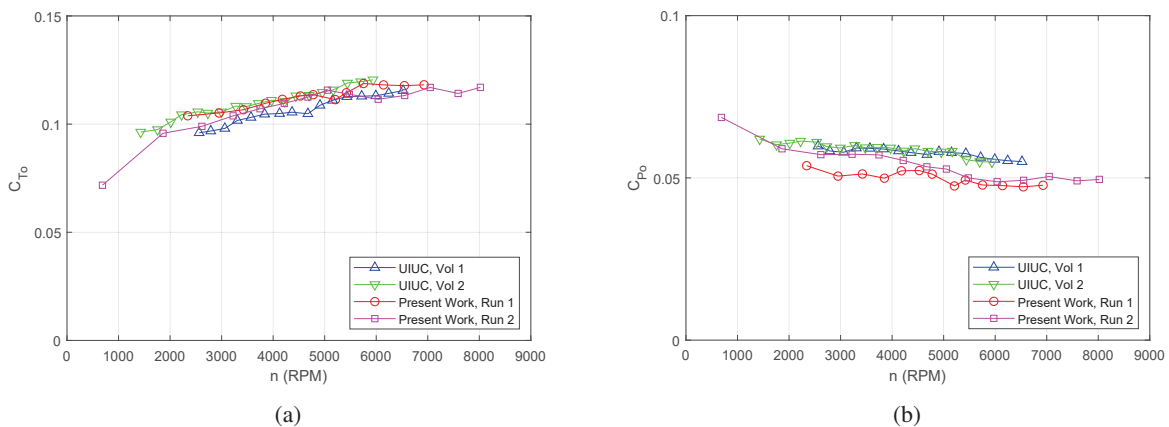 0.15
0.1
0.05
0
C_To
0 1000 2000 3000 4000 5000 6000 7000 8000 9000
n (RPM)
UIUC, Vol 1
UIUC, Vol 2
Present Work, Run 1
Present Work, Run 2
(a)
0.1
0.05
0
C_Po
0 1000 2000 3000 4000 5000 6000 7000 8000 9000
n (RPM)
UIUC, Vol 1
UIUC, Vol 2
Present Work, Run 1
Present Work, Run 2
(b)